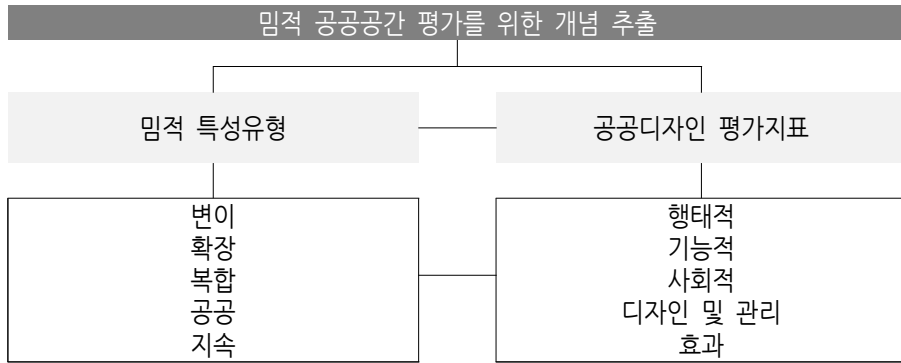 밈적 공공공간 평가를 위한 개념 추출
밈적 특성유형
공공디자인 평가지표
변이
확장
복합
공공
지속
행태적
기능적
사회적
디자인 및 관리
효과